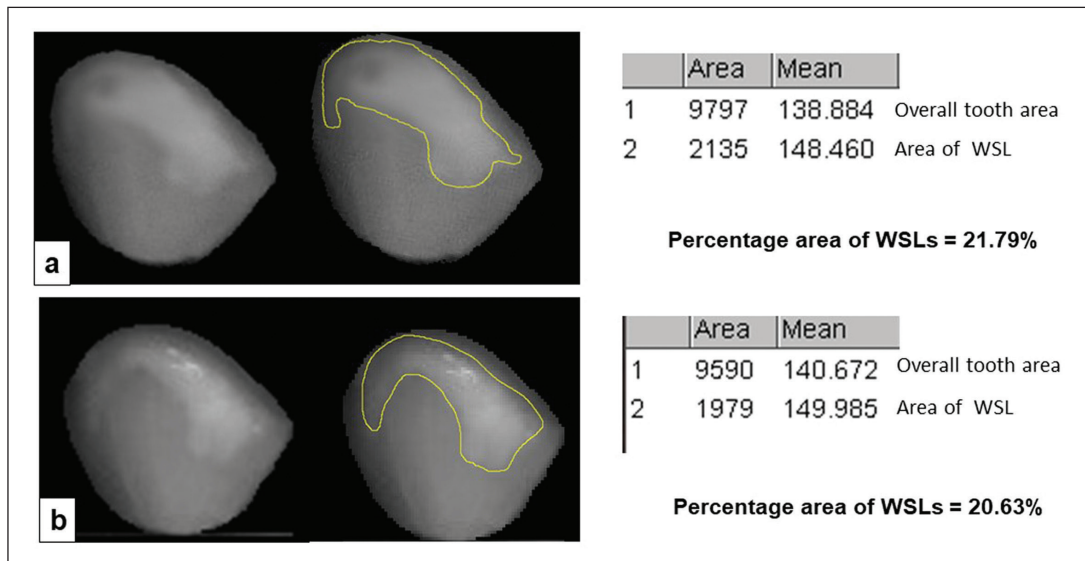 Area Mean
1 9797 138.884 Overall tooth area
2 2135 148.460 Area of WSL
Percentage area of WSLs = 21.79%
a
Area Mean
1 9590 140.672 Overall tooth area
2 1979 149.985 Area of WSL
Percentage area of WSLs = 20.63%
b